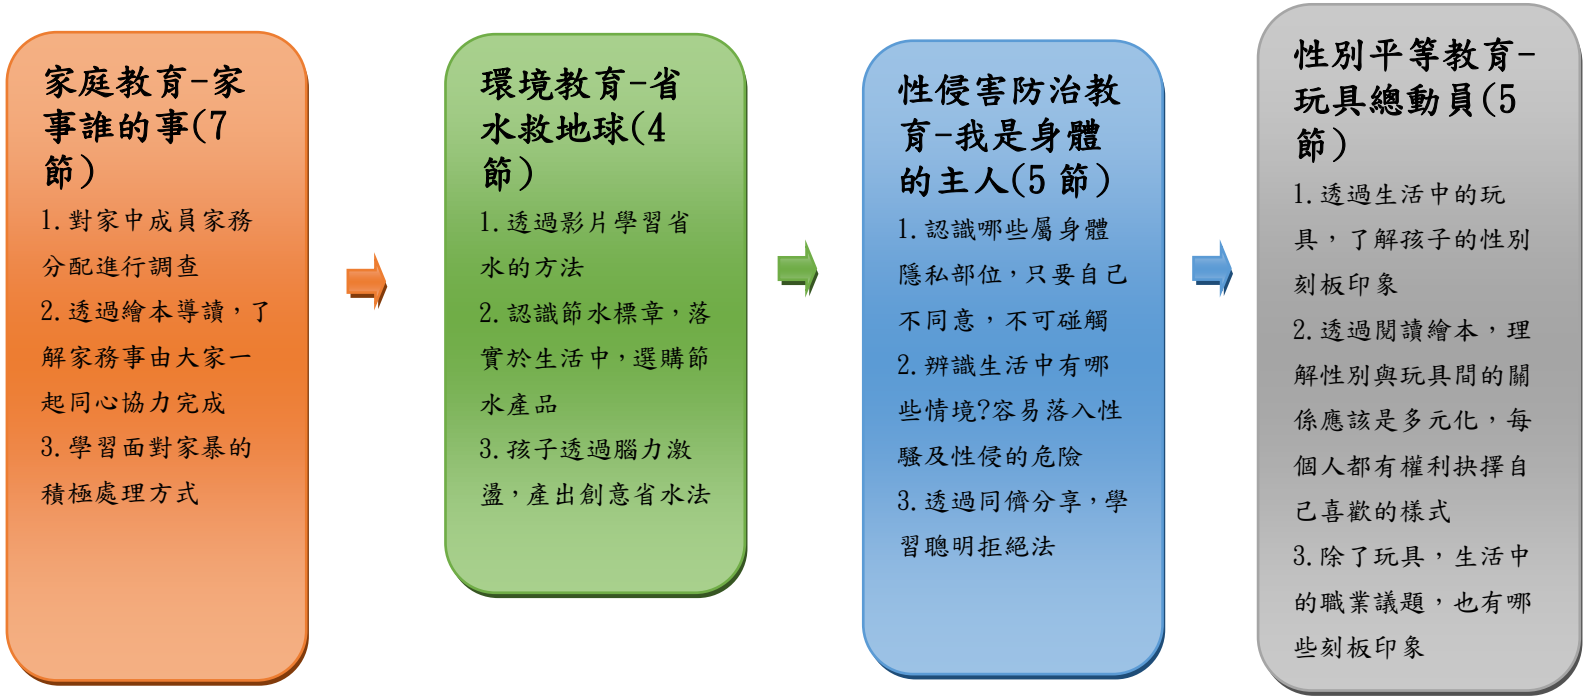 家庭教育-家
事誰的事(7
節)
1.對家中成員家務
分配進行調查
2.透過繪本導讀，了
解家務事由大家一
起同心協力完成
3.學習面對家暴的
積極處理方式
環境教育-省
水救地球(4
節)
1.透過影片學習省
水的方法
2.認識節水標章，落
實於生活中，選購節
水產品
3.孩子透過腦力激
盪，產出創意省水法
性侵害防治教
育-我是身體
的主人(5 節)
1.認識哪些屬身體
隱私部位，只要自己
不同意，不可碰觸
2.辨識生活中有哪
些情境?容易落入性
騷及性侵的危險
3.透過同儕分享，學
習聰明拒絕法
性別平等教育-
玩具總動員(5
節)
1.透過生活中的玩
具，了解孩子的性別
刻板印象
2.透過閱讀繪本，理
解性別與玩具間的關
係應該是多元化，每
個人都有權利抉擇自
己喜歡的樣式
3.除了玩具，生活中
的職業議題，也有哪
些刻板印象